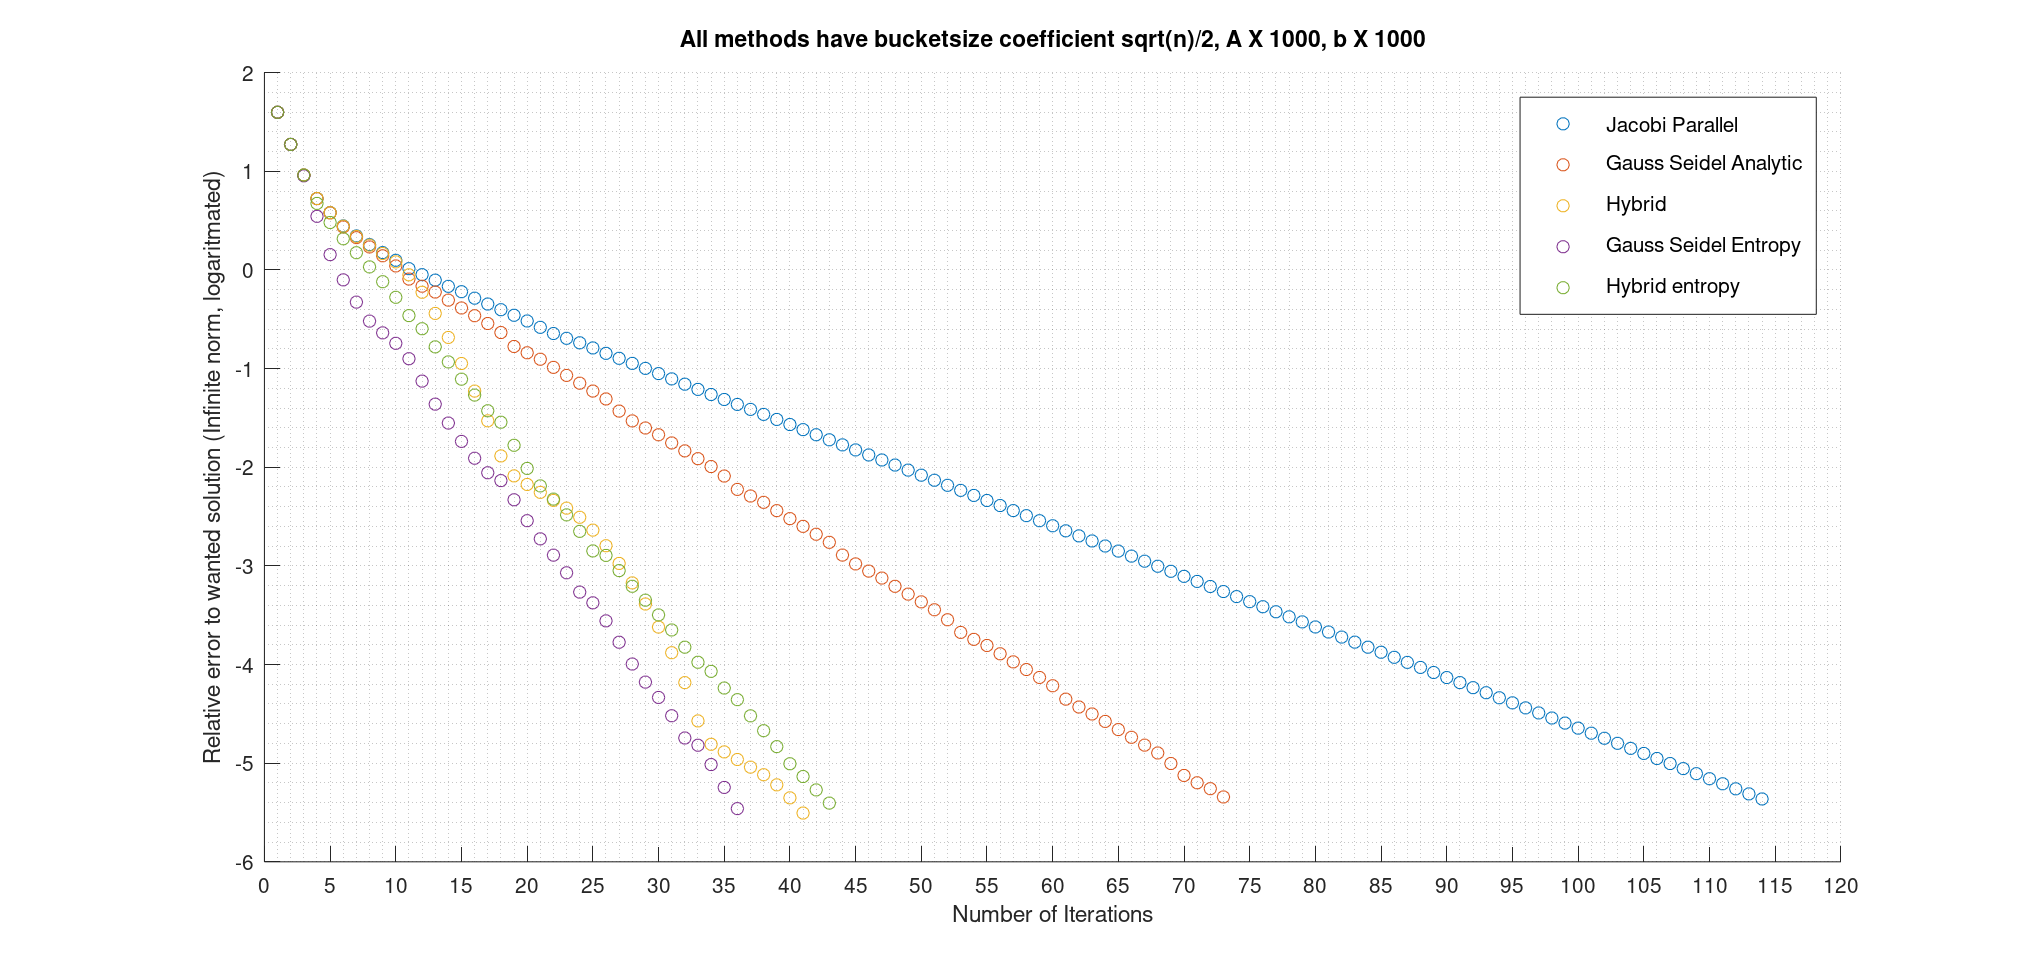 All methods have bucketsize coefficient sqrt(n)/2, A X 1000, b X 1000
Relative error to wanted solution (Infinite norm, logaritmated)
2
1
0
-1
-2
-3
-4
-5
-6
Jacobi Parallel
Gauss Seidel Analytic
Hybrid
Gauss Seidel Entropy
Hybrid entropy
0 5 10 15 20 25 30 35 40 45 50 55 60 65 70 75 80 85 90 95 100 105 110 115 120
Number of Iterations